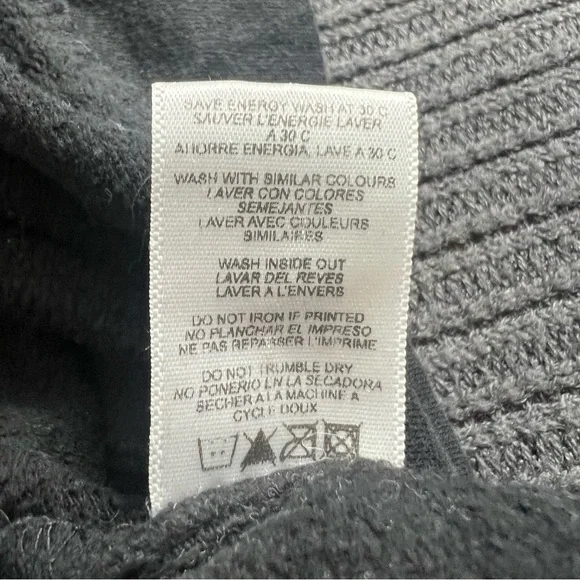 SAVE ENERGY WASH AT 30 C
SAUVER L'ENERGIE LAVER
A 30 C
AHORRE ENERGIA, LAVE A 30 C
WASH WITH SIMILAR COLOURS
LAVER CON COLORES
SEMEJANTES
LAVER AVEC COULEURS
SIMILAIRES
WASH INSIDE OUT
LAVAR DEL REVES
LAVER A L'ENVERS
DO NOT IRON IF PRINTED
NO PLANCHAR EL IMPRESO
NE PAS REPASSER L'IMPRIME
DO NOT TRUMBLE DRY
NO PONERIO EN LA SECADORA
SECHER A LA MACHINE A
CYCLE DOUX